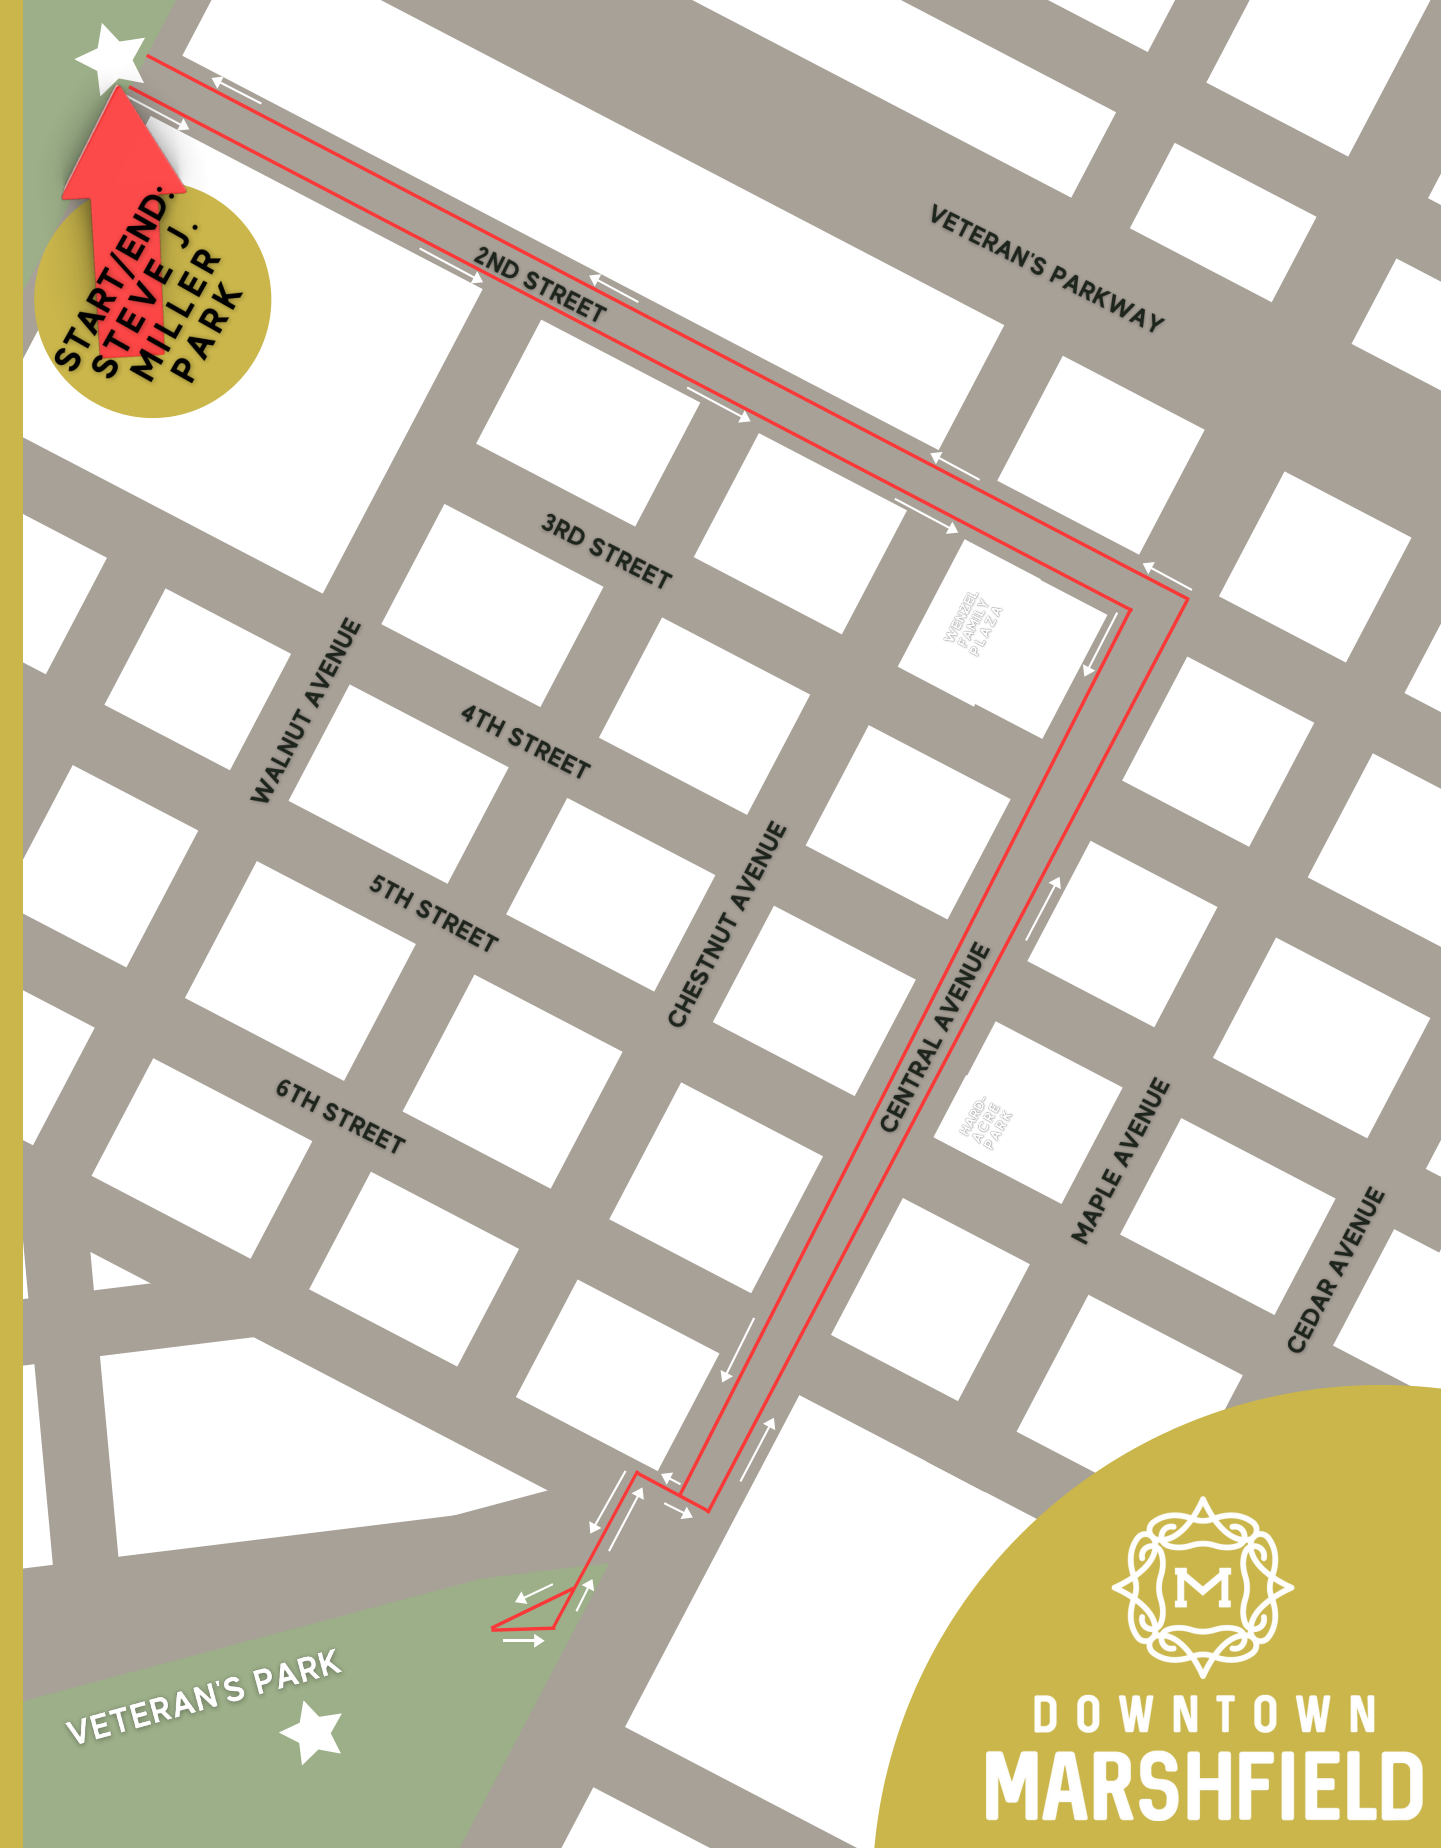 START/END:
STEVE J.
MILLER
PARK
2ND STREET
VETERAN'S PARKWAY
3RD STREET
WENZEL
FAMILY
PLAZA
WALNUT AVENUE
4TH STREET
CHESTNUT AVENUE
5TH STREET
CENTRAL AVENUE
6TH STREET
HARD-
ACRE
PARK
MAPLE AVENUE
CEDAR AVENUE
VETERAN'S PARK
M
DOWNTOWN
MARSHFIELD